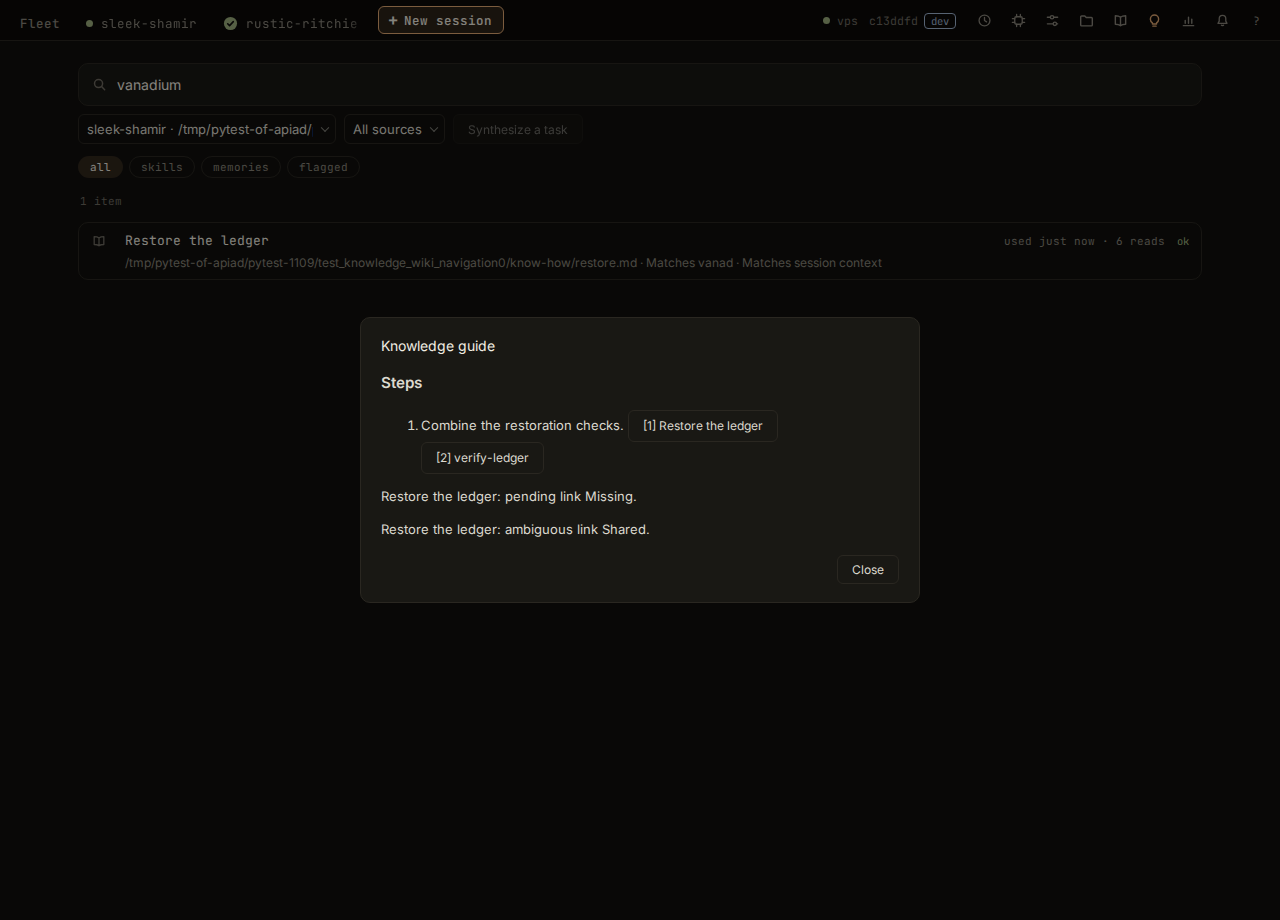 Fleet sleek-shamir rustic-ritchie + New session vps c13ddfd dev ?
vanadium
sleek-shamir · /tmp/pytest-of-apiad/ All sources Synthesize a task
all skills memories flagged
1 item
Restore the ledger used just now · 6 reads ok
/tmp/pytest-of-apiad/pytest-1109/test_knowledge_wiki_navigation0/know-how/restore.md · Matches vanad · Matches session context
Knowledge guide
Steps
1. Combine the restoration checks. [1] Restore the ledger
[2] verify-ledger
Restore the ledger: pending link Missing.
Restore the ledger: ambiguous link Shared.
Close